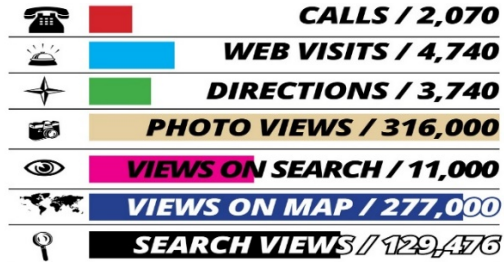 CALLS / 2,070
WEB VISITS / 4,740
DIRECTIONS / 3,740
PHOTO VIEWS / 316,000
VIEWS ON SEARCH / 11,000
VIEWS ON MAP / 277,000
SEARCH VIEWS / 129,476